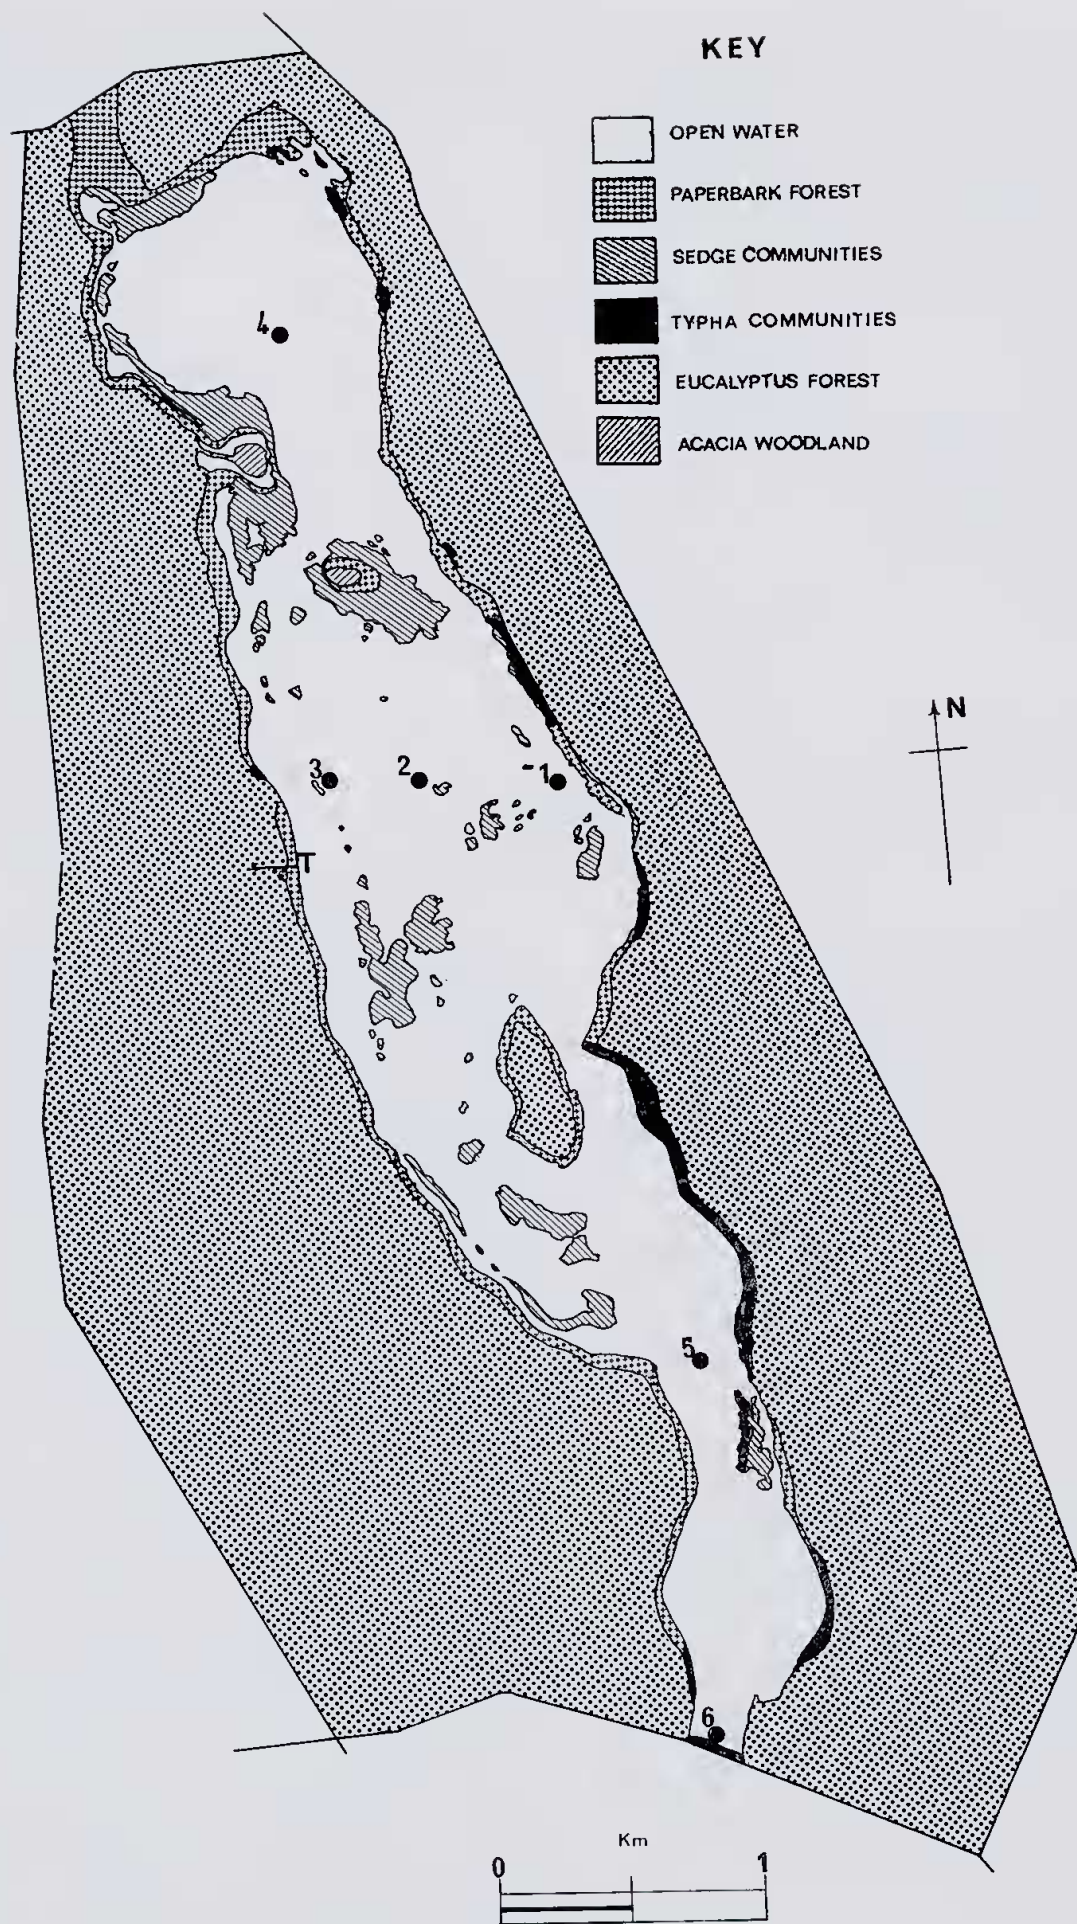 KEY
OPEN WATER
PAPERBARK FOREST
SEDGE COMMUNITIES
TYPHA COMMUNITIES
EUCALYPTUS FOREST
ACACIA WOODLAND
4
N
3
2
1
T
5
6
Km
0 1